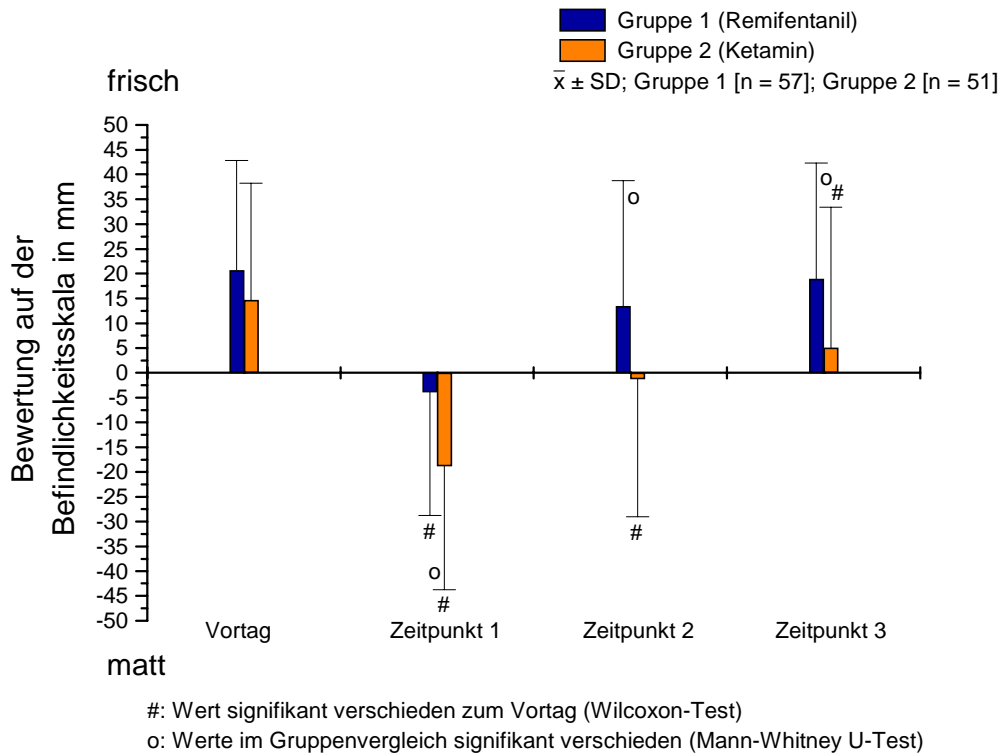 Gruppe 1 (Remifentanil)
Gruppe 2 (Ketamin)
x̄ ± SD; Gruppe 1 [n = 57]; Gruppe 2 [n = 51]
frisch
Bewertung auf der
Befindlichkeitsskala in mm
50
45
40
35
30
25
20
15
10
5
0
-5
-10
-15
-20
-25
-30
-35
-40
-45
-50
o
o
#
#
#
o
#
Vortag
Zeitpunkt 1
Zeitpunkt 2
Zeitpunkt 3
matt
#: Wert signifikant verschieden zum Vortag (Wilcoxon-Test)
o: Werte im Gruppenvergleich signifikant verschieden (Mann-Whitney U-Test)